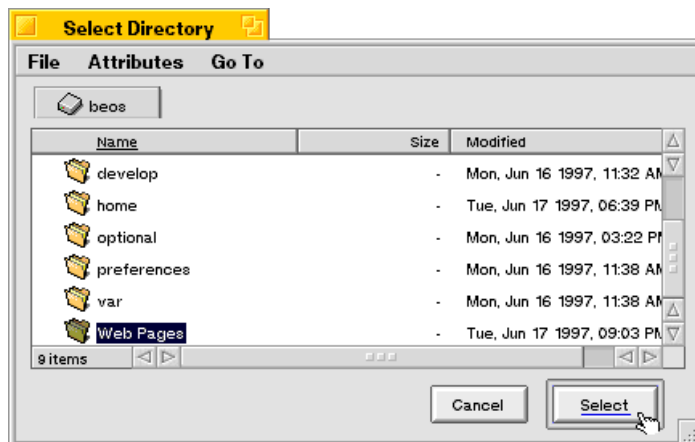 Select Directory
File Attributes Go To
beos
Name Size Modified
develop - Mon, Jun 16 1997, 11:32 AM
home - Tue, Jun 17 1997, 06:39 PM
optional - Mon, Jun 16 1997, 03:22 PM
preferences - Mon, Jun 16 1997, 11:38 AM
var - Mon, Jun 16 1997, 11:38 AM
Web Pages - Tue, Jun 17 1997, 09:03 PM
9 items
Cancel Select